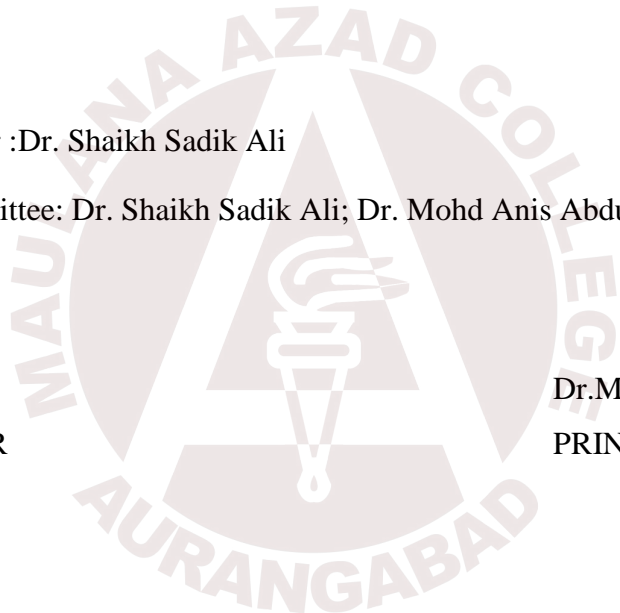 MAULANA AZAD COLLEGE
:Dr. Shaikh Sadik Ali
ittee: Dr. Shaikh Sadik Ali; Dr. Mohd Anis Abdu
Dr.M
R
PRIN
AURANGABAD